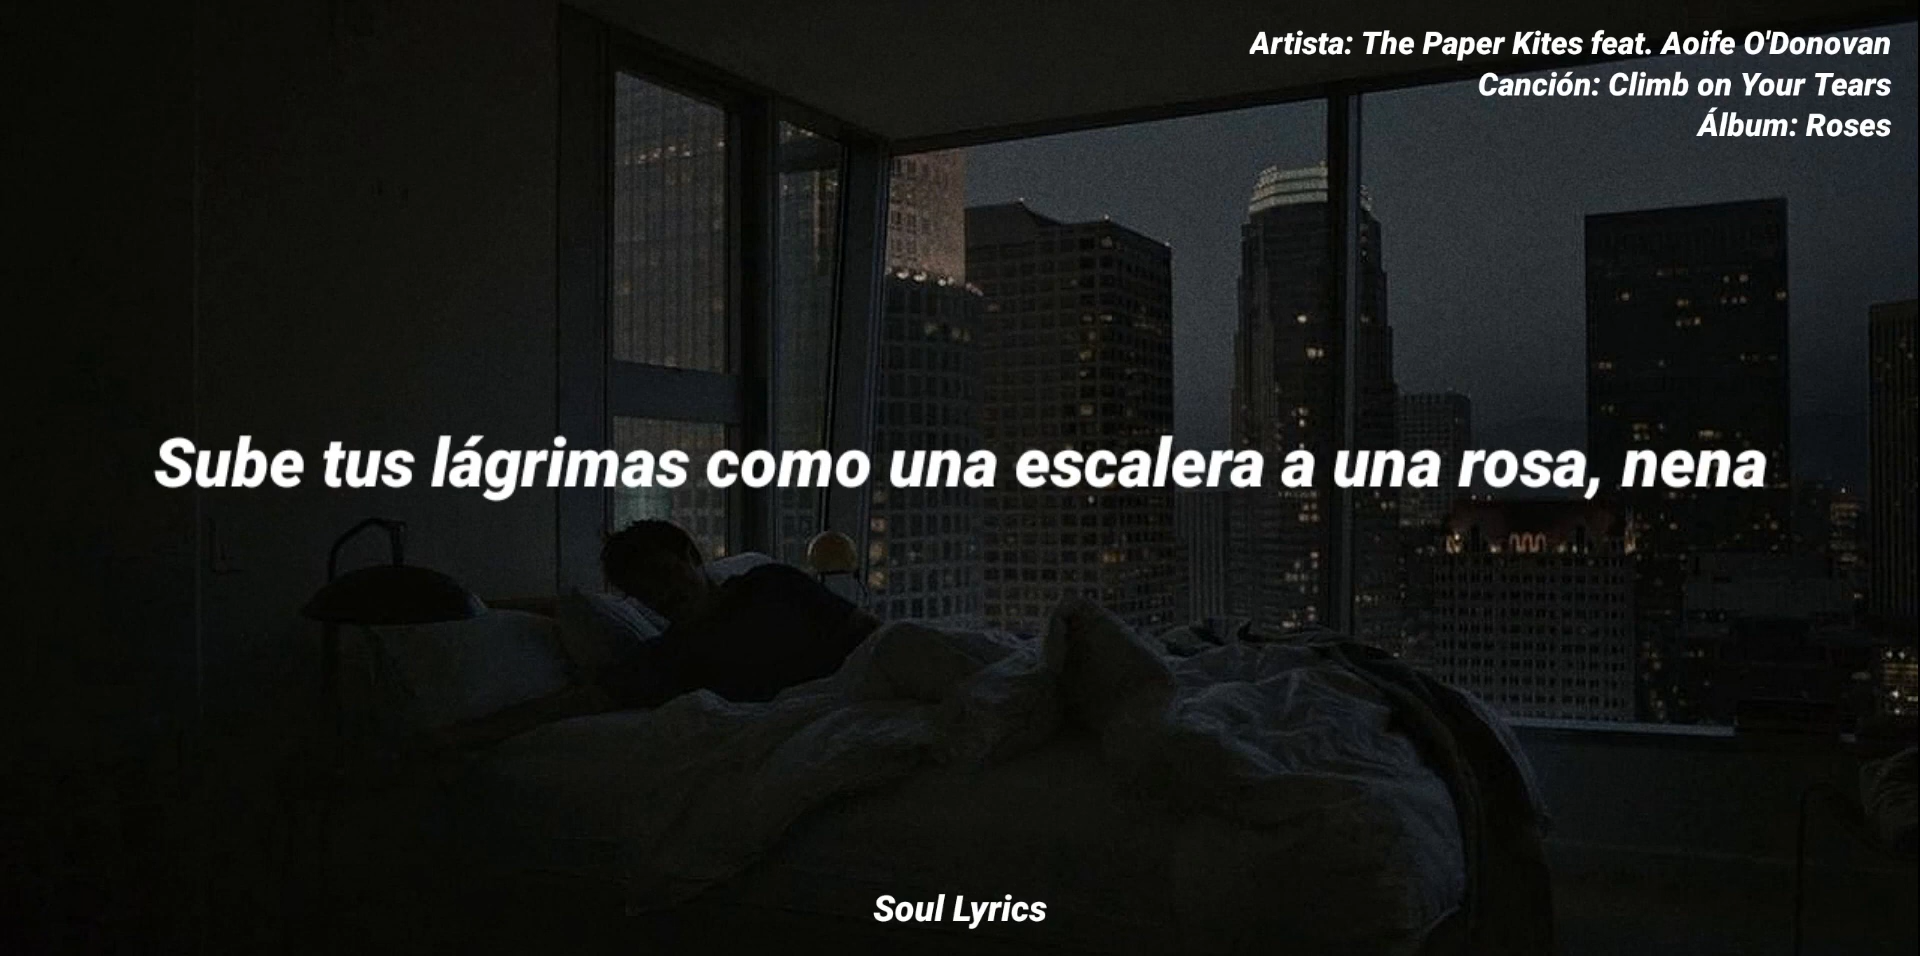 Artista: The Paper Kites feat. Aoife O'Donovan
Canción: Climb on Your Tears
Álbum: Roses
Sube tus lágrimas como una escalera a una rosa, nena
Soul Lyrics